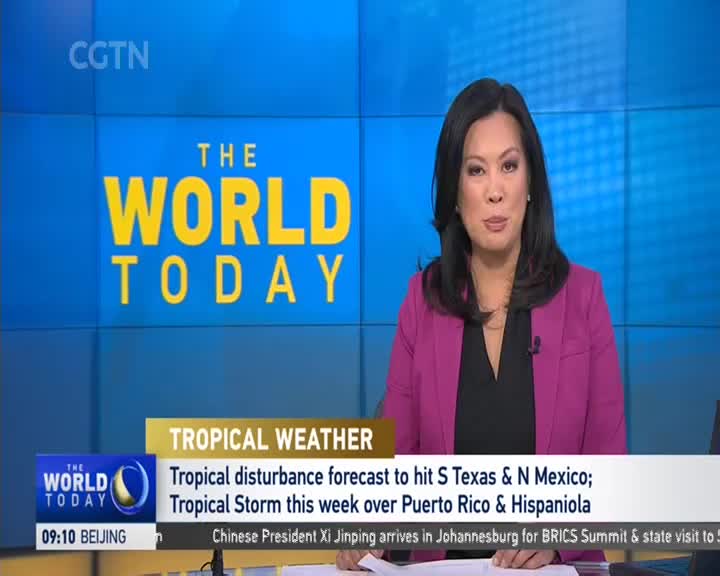 CGTN
THE
WORLD
TODAY
TROPICAL WEATHER
Tropical disturbance forecast to hit S Texas & N Mexico;
Tropical Storm this week over Puerto Rico & Hispaniola
THE
WORLD
TODAY
09:10 BEIJING
Chinese President Xi Jinping arrives in Johannesburg for BRICS Summit & state visit to